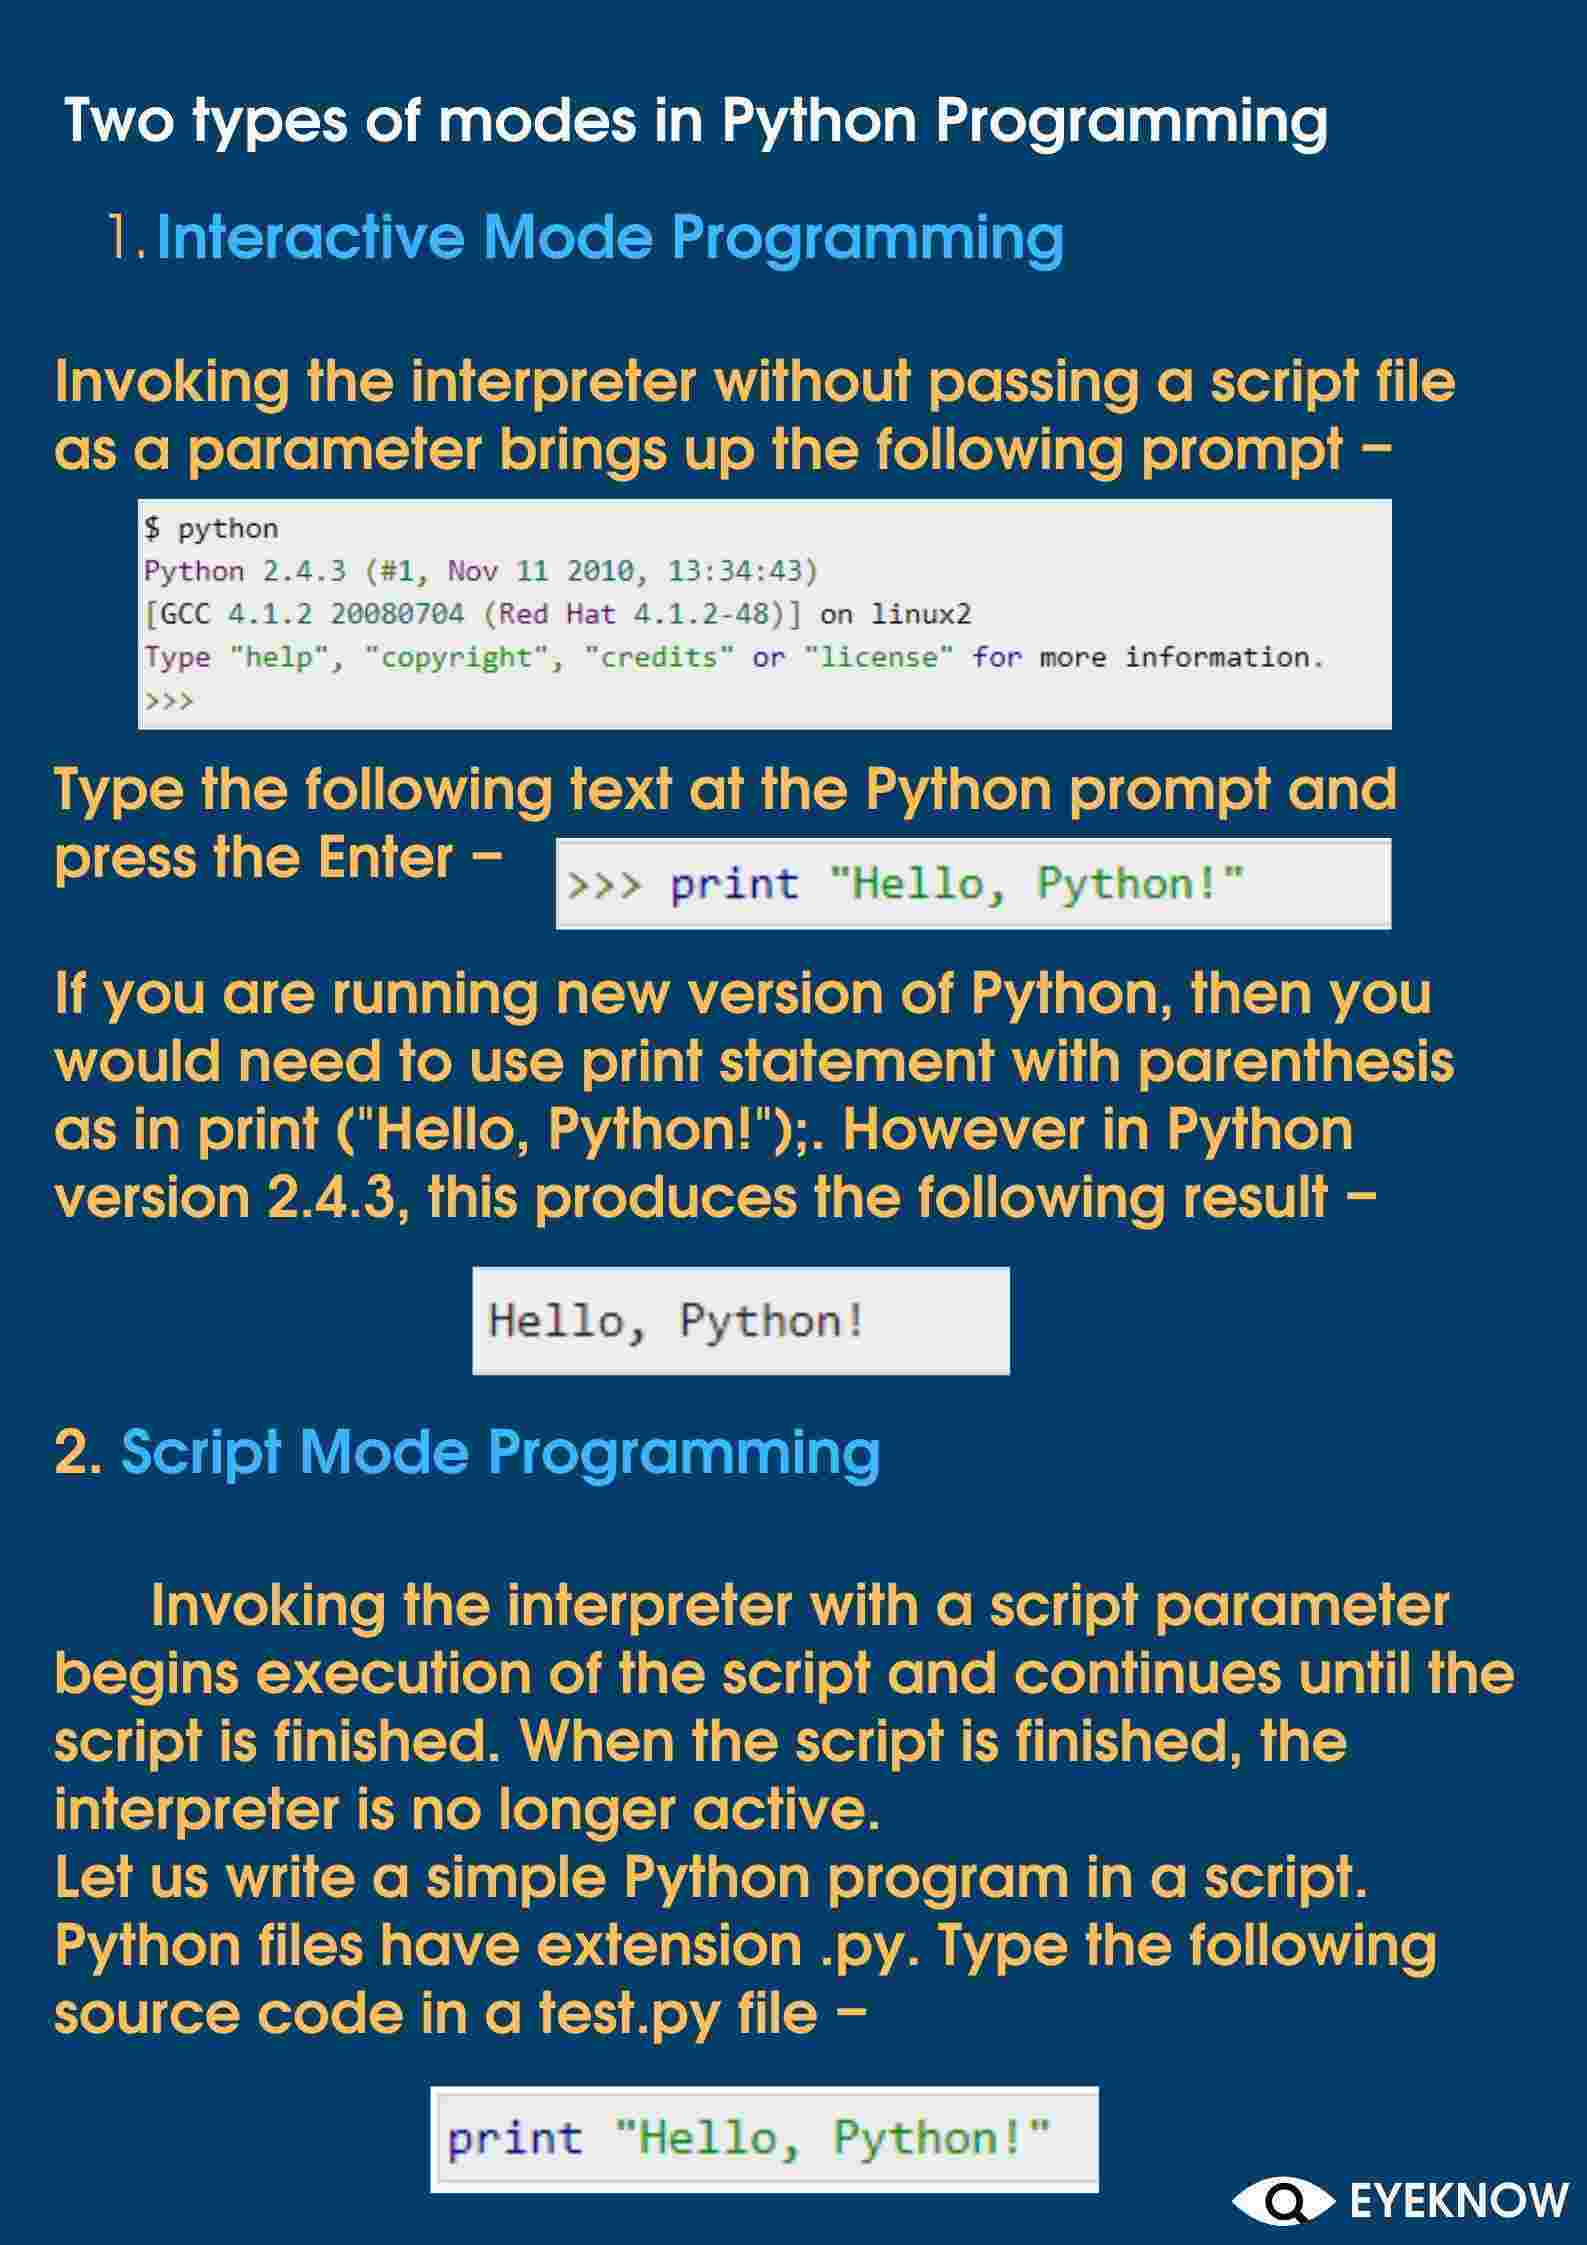 Two types of modes in Python Programming
1. Interactive Mode Programming
Invoking the interpreter without passing a script file
as a parameter brings up the following prompt –
$ python
Python 2.4.3 (#1, Nov 11 2010, 13:34:43)
[GCC 4.1.2 20080704 (Red Hat 4.1.2-48)] on linux2
Type "help", "copyright", "credits" or "license" for more information.
>>>
Type the following text at the Python prompt and
press the Enter –
>>> print "Hello, Python!"
If you are running new version of Python, then you
would need to use print statement with parenthesis
as in print ("Hello, Python!");. However in Python
version 2.4.3, this produces the following result –
Hello, Python!
2. Script Mode Programming
Invoking the interpreter with a script parameter
begins execution of the script and continues until the
script is finished. When the script is finished, the
interpreter is no longer active.
Let us write a simple Python program in a script.
Python files have extension .py. Type the following
source code in a test.py file –
print "Hello, Python!"
EYEKNOW